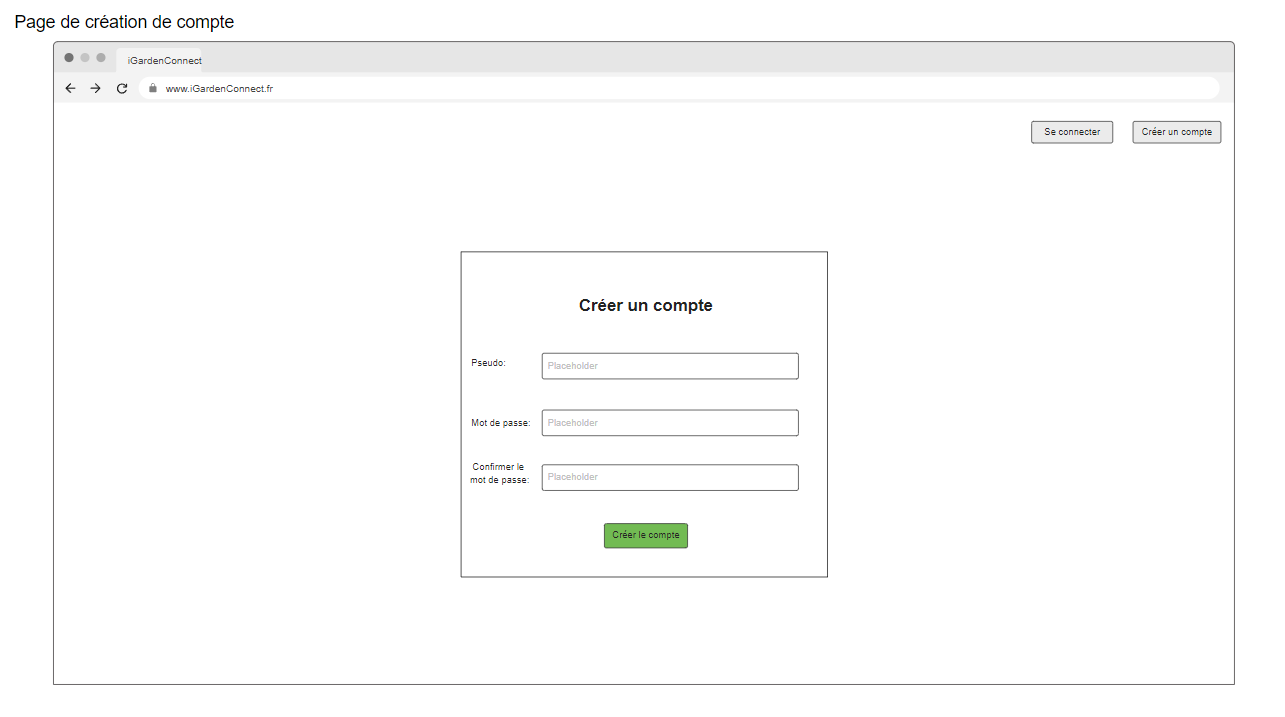 Page de création de compte
iGardenConnect
www.iGardenConnect.fr
Se connecter
Créer un compte
Créer un compte
Pseudo:
Placeholder
Mot de passe:
Placeholder
Confirmer le
mot de passe:
Placeholder
Créer le compte